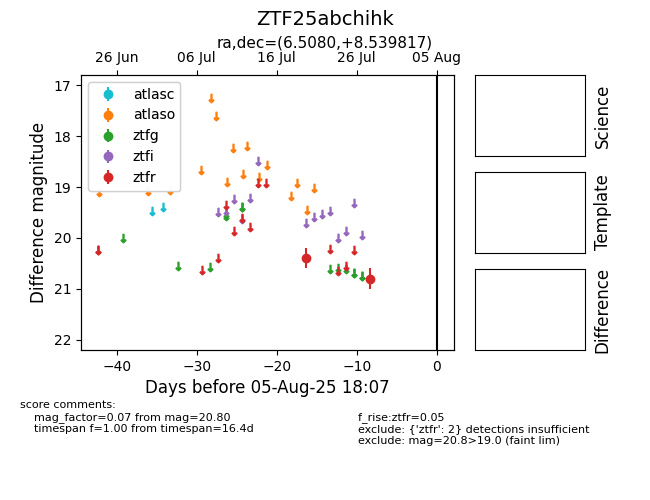 ZTF25abchihk
ra,dec=(6.5080,+8.539817)
26 Jun 06 Jul 16 Jul 26 Jul 05 Aug
atlasc
atlaso
ztfg
ztfi
ztfr
17
18
19
20
21
22
Difference magnitude
−40 −30 −20 −10 0
Days before 05-Aug-25 18:07
Science
Template
Difference
score comments:
mag_factor=0.07 from mag=20.80
timespan f=1.00 from timespan=16.4d
f_rise:ztfr=0.05
exclude: {'ztfr': 2} detections insufficient
exclude: mag=20.8>19.0 (faint lim)